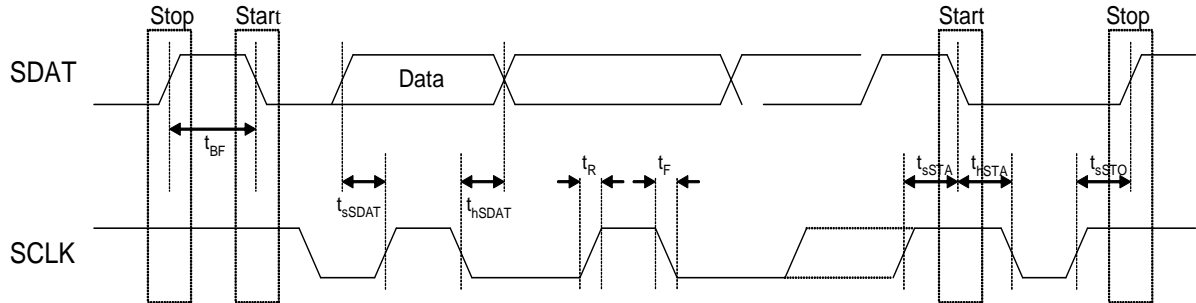 Stop Start Start Stop
SDAT
Data
tBF
tR tF tsSTA thSTA tsSTO
tsSDAT thSDAT
SCLK